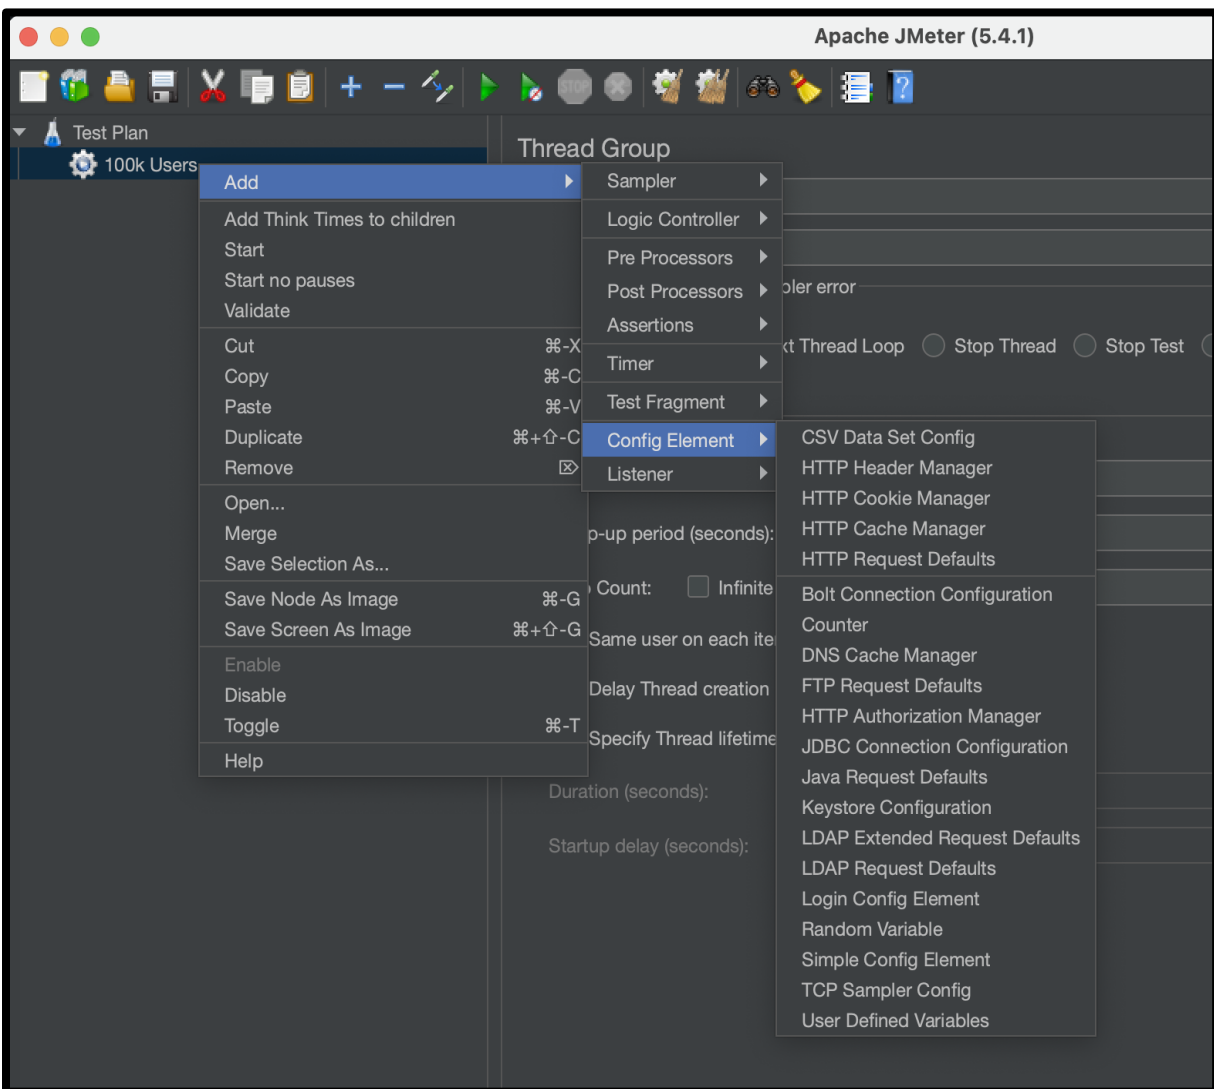 Apache JMeter (5.4.1)
STOP
Test Plan
100k Users
Thread Group
Add
Add Think Times to children
Start
Start no pauses
Validate
Cut ⌘-X
Copy ⌘-C
Paste ⌘-V
Duplicate ⌘+⇧-C
Remove ⌦
Open...
Merge
Save Selection As...
Save Node As Image ⌘-G
Save Screen As Image ⌘+⇧-G
Enable
Disable
Toggle ⌘-T
Help
Sampler
Logic Controller
Pre Processors
Post Processors
Assertions
Timer
Test Fragment
Config Element
Listener
CSV Data Set Config
HTTP Header Manager
HTTP Cookie Manager
HTTP Cache Manager
HTTP Request Defaults
Bolt Connection Configuration
Counter
DNS Cache Manager
FTP Request Defaults
HTTP Authorization Manager
JDBC Connection Configuration
Java Request Defaults
Keystore Configuration
LDAP Extended Request Defaults
LDAP Request Defaults
Login Config Element
Random Variable
Simple Config Element
TCP Sampler Config
User Defined Variables
pler error
xt Thread Loop Stop Thread Stop Test
p-up period (seconds):
Count: Infinite
Same user on each ite
Delay Thread creation
Specify Thread lifetime
Duration (seconds):
Startup delay (seconds):